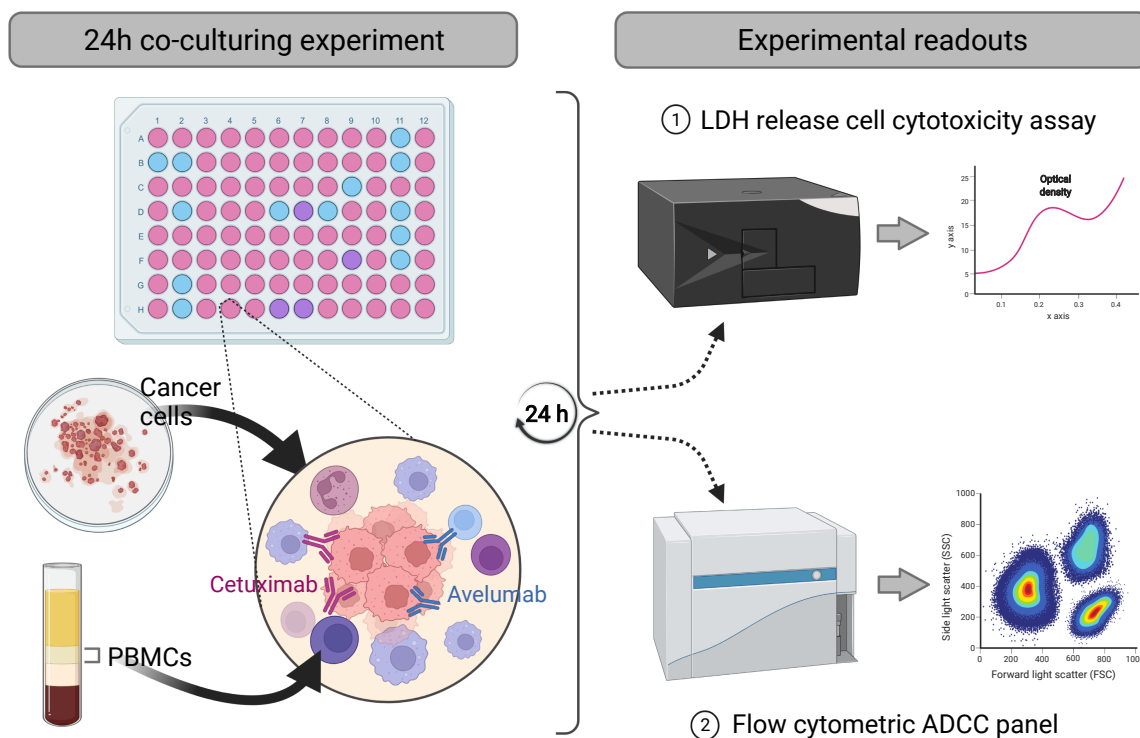 24h co-culturing experiment
Experimental readouts
1 2 3 4 5 6 7 8 9 10 11 12
A
B
C
D
E
F
G
H
1 LDH release cell cytotoxicity assay
25
20
15
10
5
0
y axis
Optical
density
0.1 0.2 0.3 0.4
x axis
Cancer
cells
24 h
Cetuximab
Avelumab
PBMCs
1000
800
600
400
200
0
Side light scatter (SSC)
0 200 400 600 800 100
Forward light scatter (FSC)
2 Flow cytometric ADCC panel